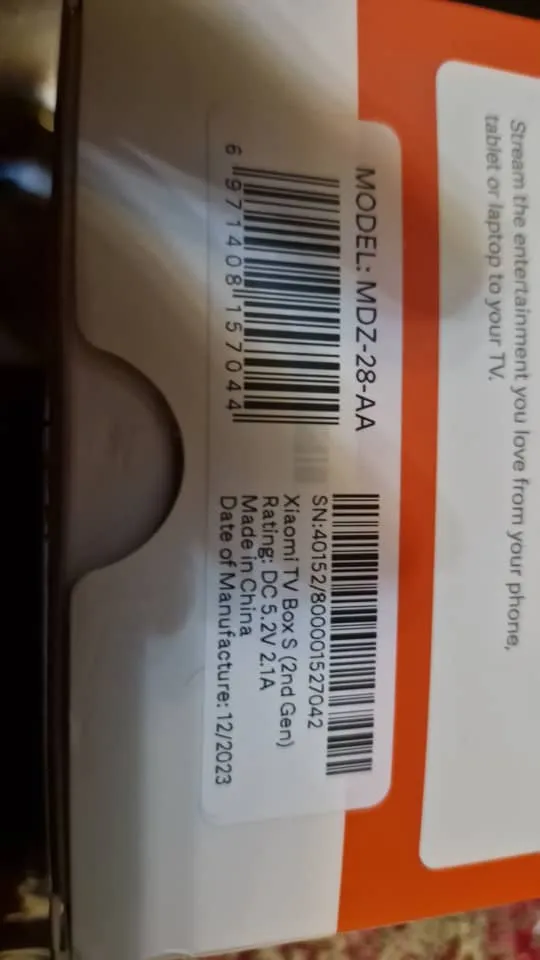 Stream the entertainment you love from your phone,
tablet or laptop to your TV.
MODEL: MDZ-28-AA
6 971408 157044
SN:40152/800001527042
Xiaomi TV Box S (2nd Gen)
Rating: DC 5.2V 2.1A
Made in China
Date of Manufacture: 12/2023